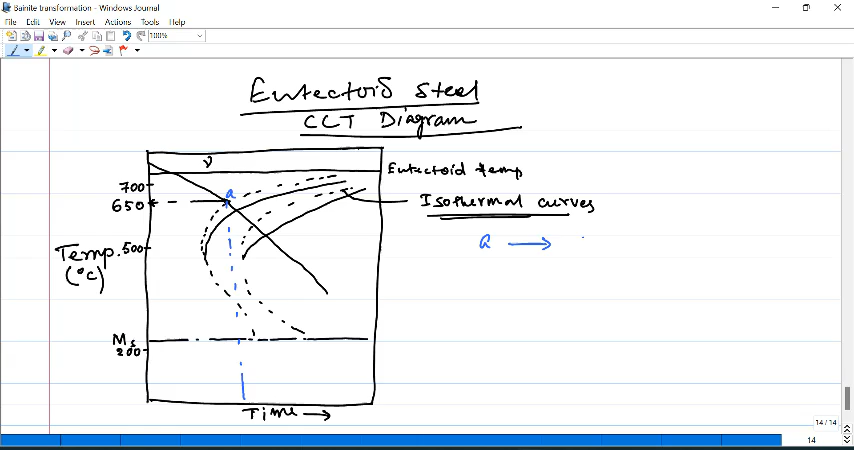 Bainite transformation - Windows Journal
File Edit View Insert Actions Tools Help
100%
Eutectoid Steel
CCT Diagram
γ
Eutectoid temp
700
a
650
Isothermal curves
Temp. 500
(°C)
a →
Ms
200
Time →
14 / 14
14